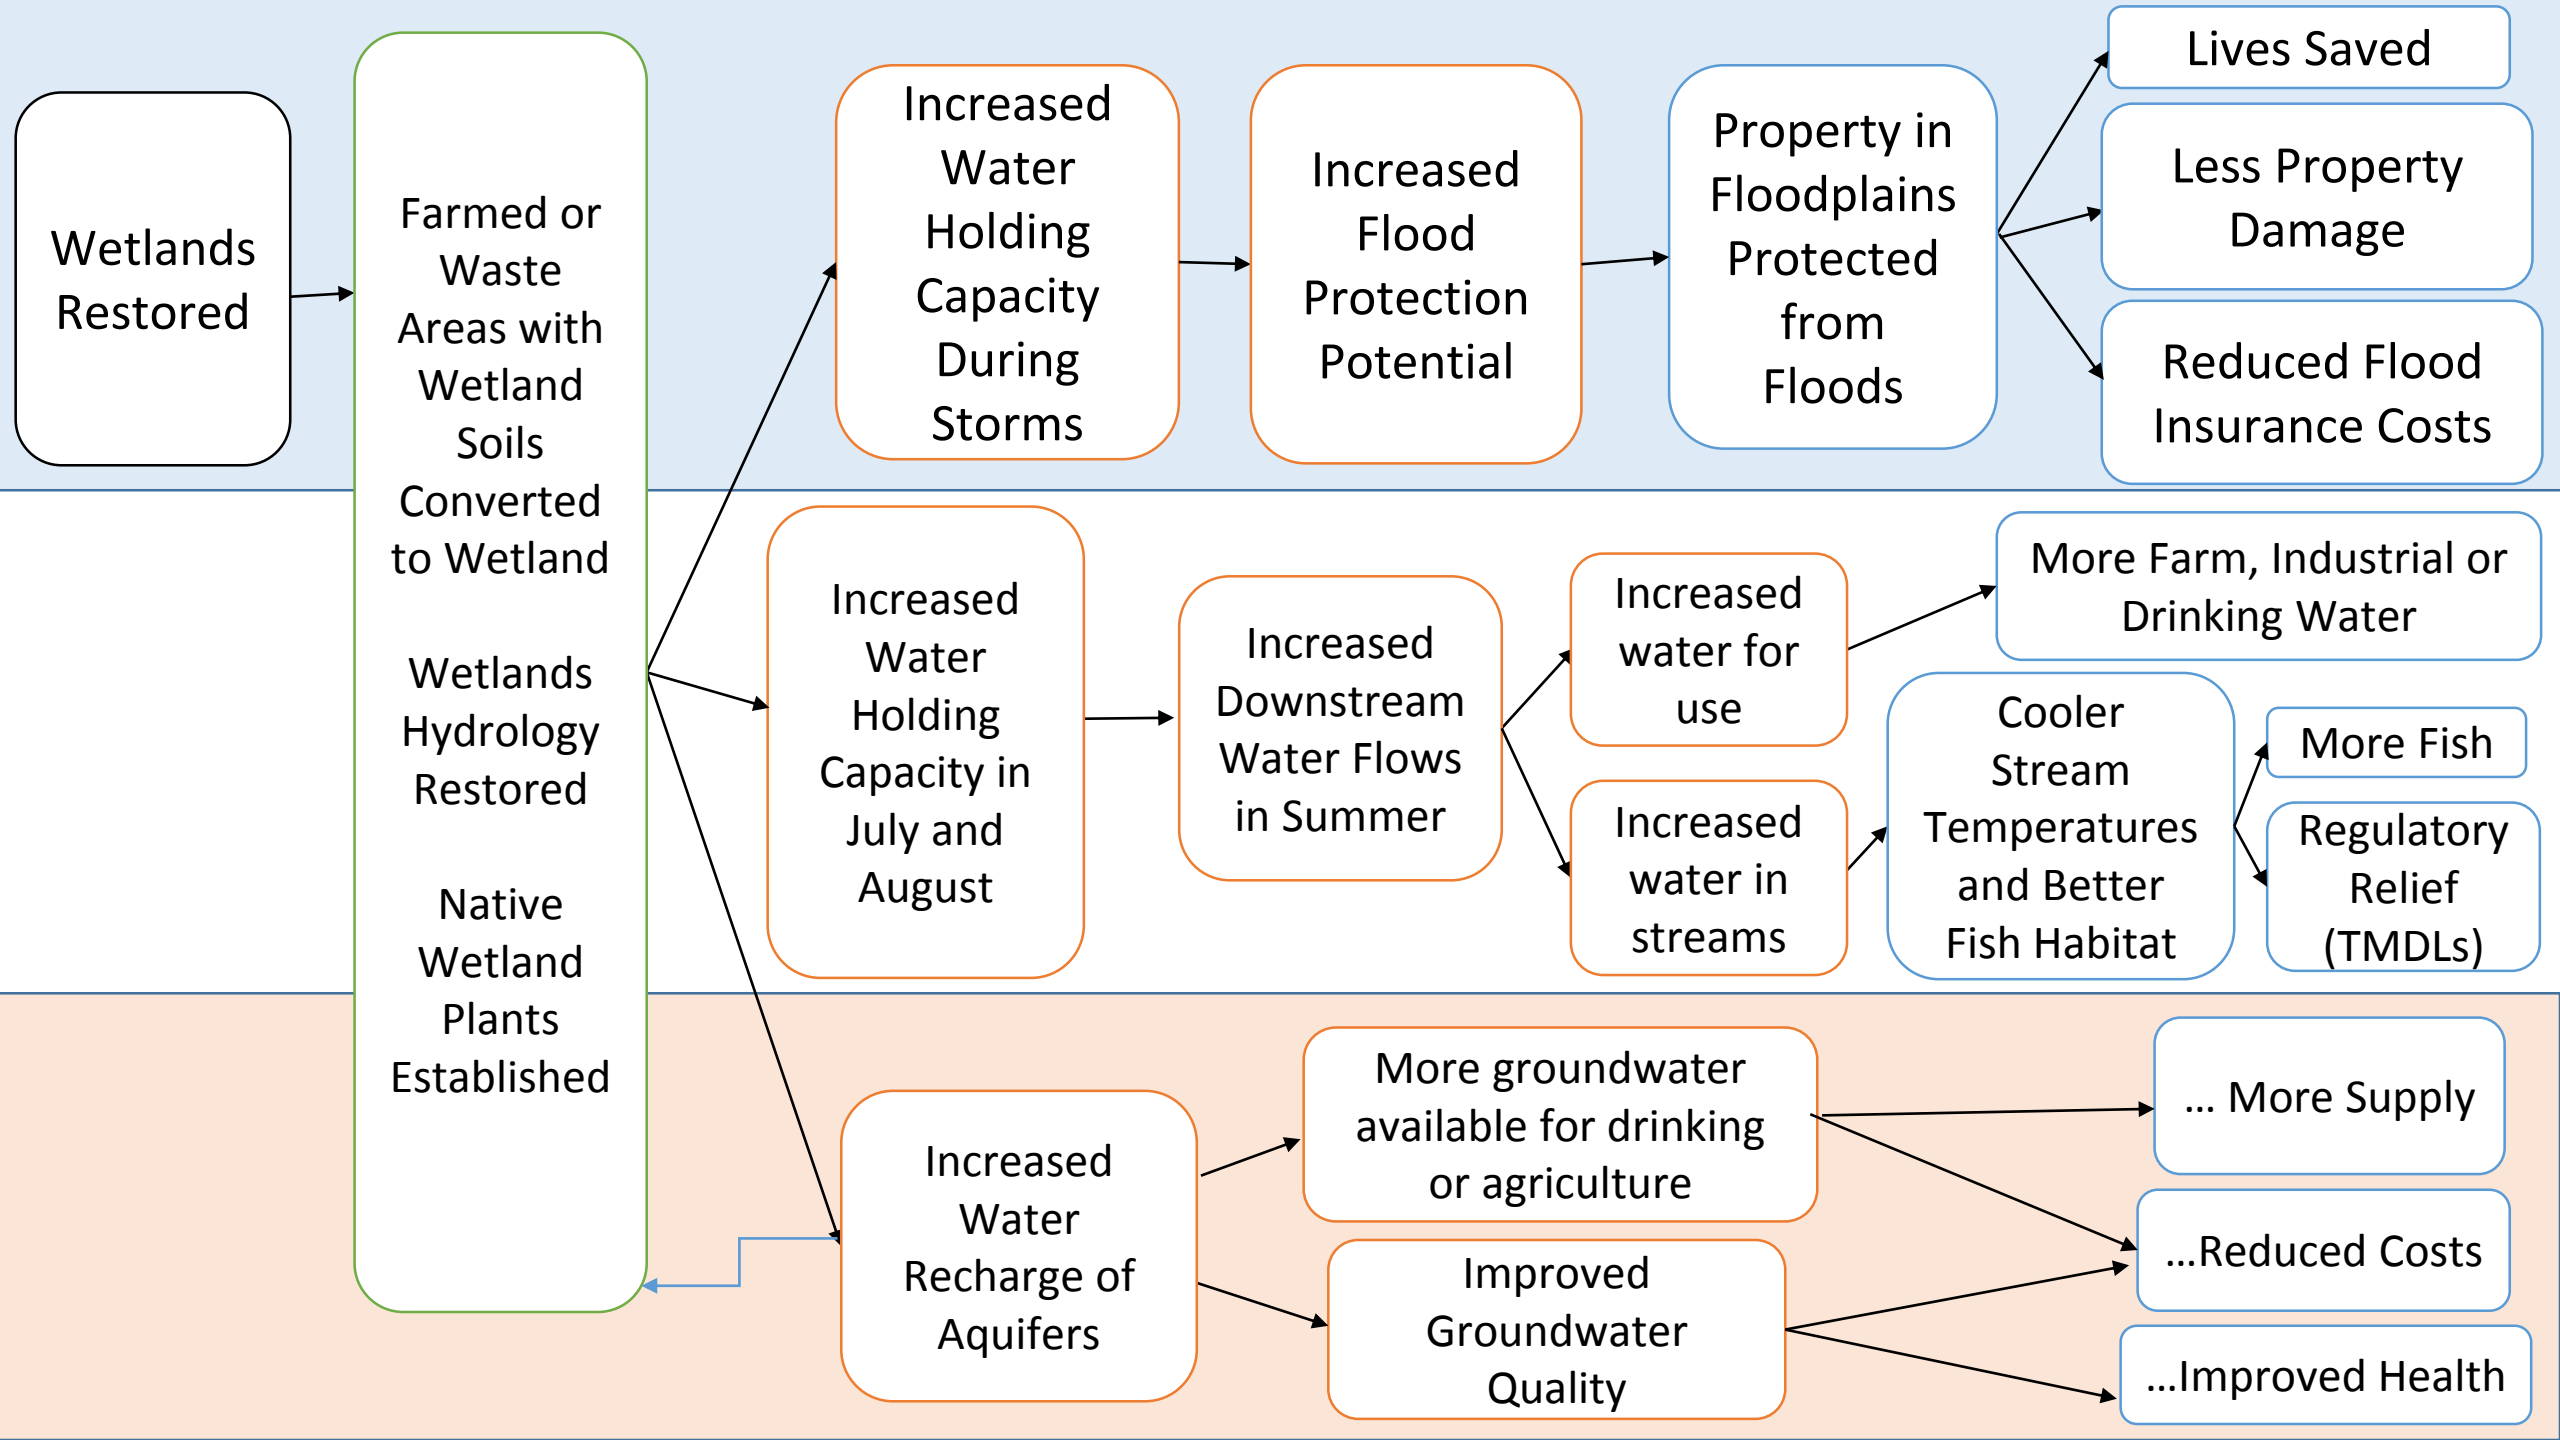 Wetlands
Restored
Farmed or
Waste
Areas with
Wetland
Soils
Converted
to Wetland
Wetlands
Hydrology
Restored
Native
Wetland
Plants
Established
Increased
Water
Holding
Capacity
During
Storms
Increased
Flood
Protection
Potential
Property in
Floodplains
Protected
from
Floods
Lives Saved
Less Property
Damage
Reduced Flood
Insurance Costs
Increased
Water
Holding
Capacity in
July and
August
Increased
Downstream
Water Flows
in Summer
Increased
water for
use
More Farm, Industrial or
Drinking Water
Increased
water in
streams
Cooler
Stream
Temperatures
and Better
Fish Habitat
More Fish
Regulatory
Relief
(TMDLs)
Increased
Water
Recharge of
Aquifers
More groundwater
available for drinking
or agriculture
Improved
Groundwater
Quality
... More Supply
...Reduced Costs
...Improved Health